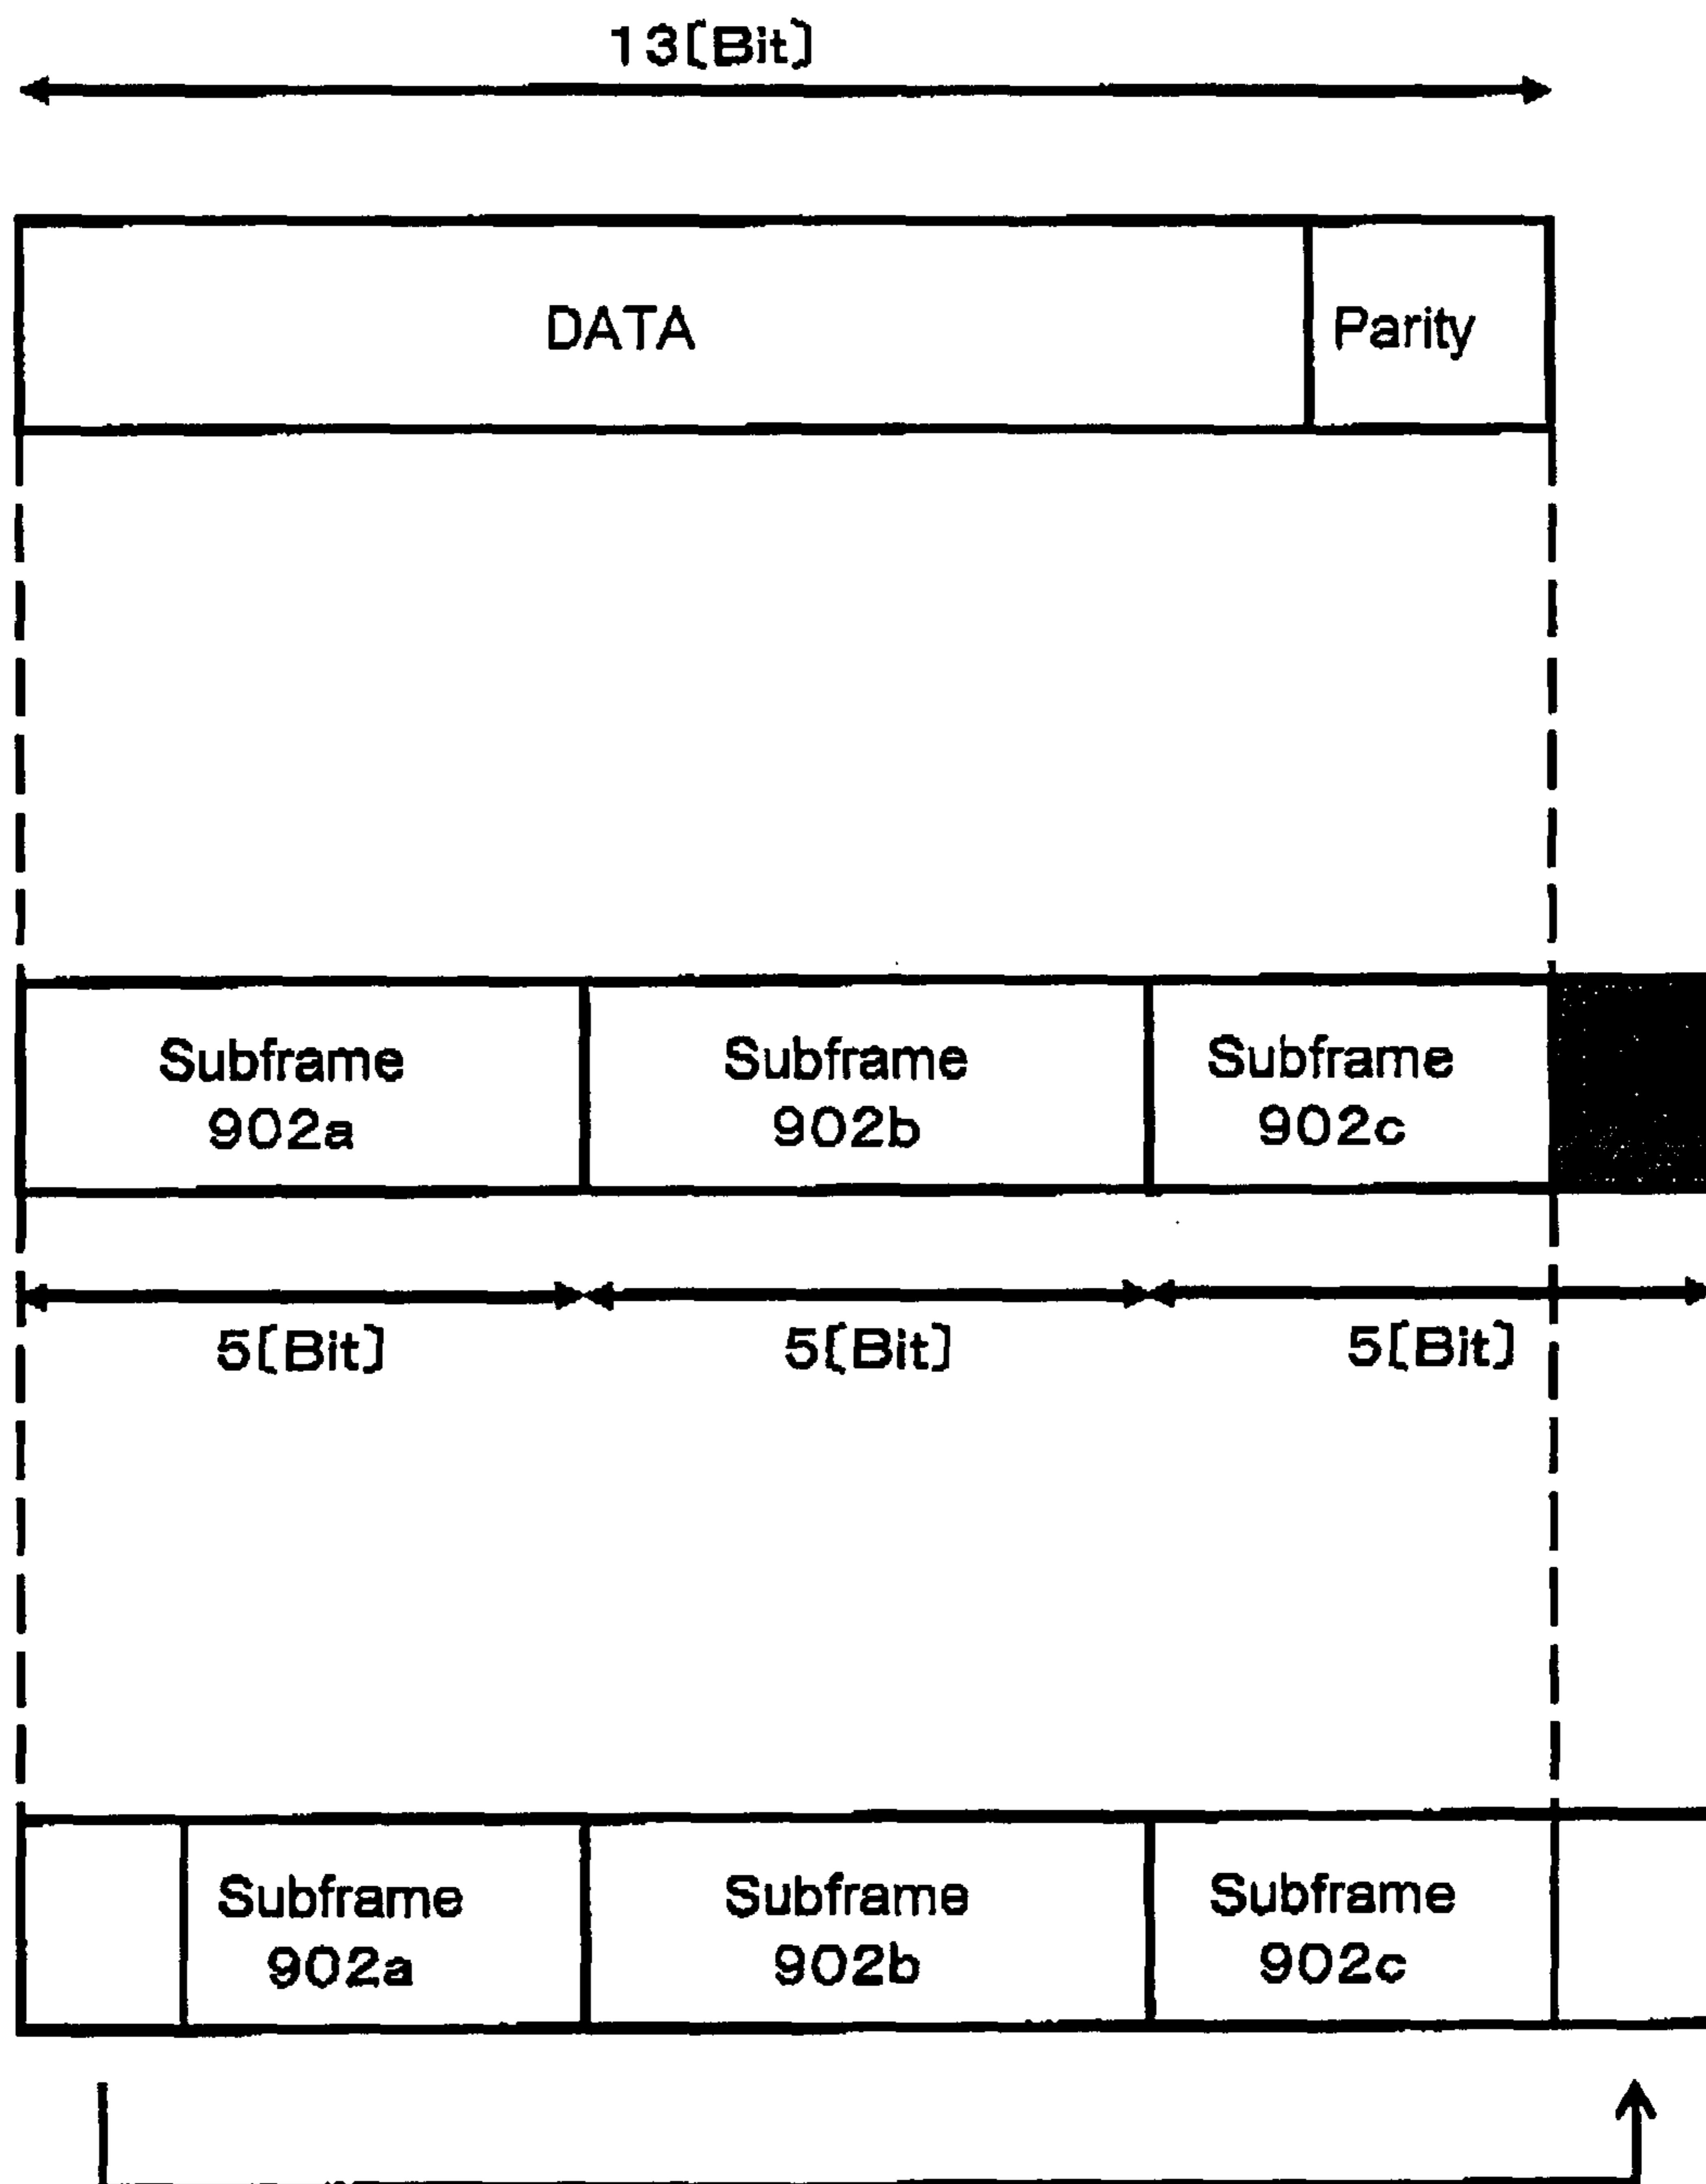 13[Bit]
DATA
Parity
Subframe
902a
Subframe
902b
Subframe
902c
5[Bit]
5[Bit]
5[Bit]
Subframe
902a
Subframe
902b
Subframe
902c